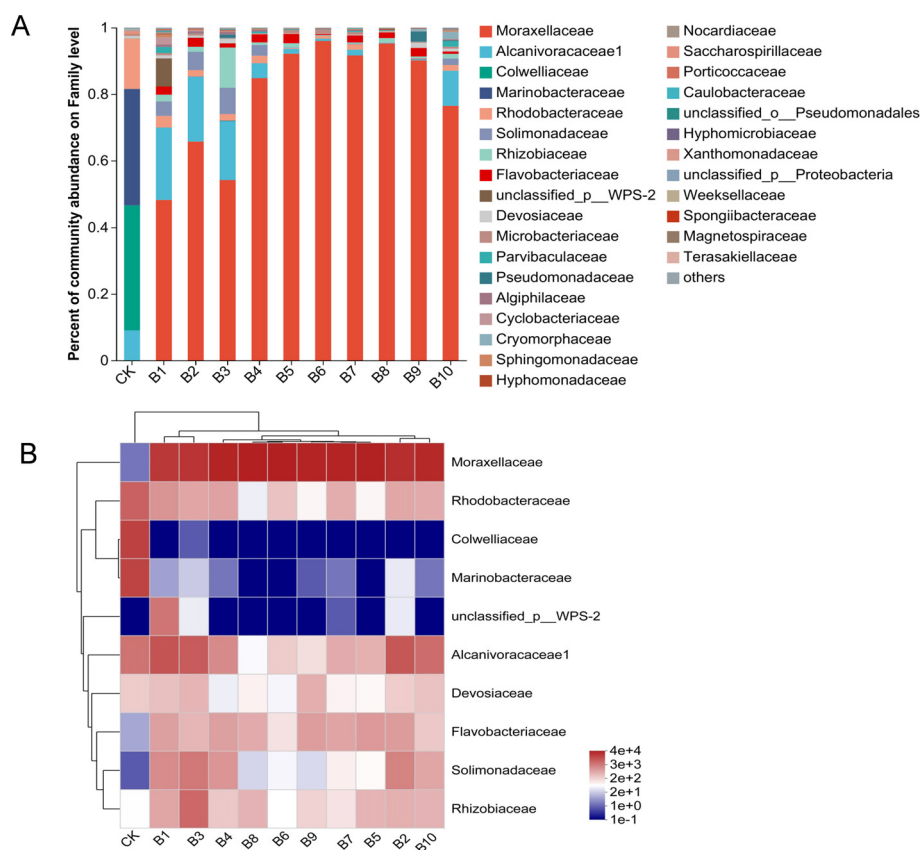 A
Percent of community abundance on Family level
1
0.8
0.6
0.4
0.2
0
CK
B1
B2
B3
B4
B5
B6
B7
B8
B9
B10
Moraxellaceae
Alcanivoracaceae1
Colwelliaceae
Marinobacteraceae
Rhodobacteraceae
Solimonadaceae
Rhizobiaceae
Flavobacteriaceae
unclassified_p__WPS-2
Devosiaceae
Microbacteriaceae
Parvibaculaceae
Pseudomonadaceae
Algiphilaceae
Cyclobacteriaceae
Cryomorphaceae
Sphingomonadaceae
Hyphomonadaceae
Nocardiaceae
Saccharospirillaceae
Porticoccaceae
Caulobacteraceae
unclassified_o__Pseudomonadales
Hyphomicrobiaceae
Xanthomonadaceae
unclassified_p__Proteobacteria
Weeksellaceae
Spongiibacteraceae
Magnetospiraceae
Terasakiellaceae
others
B
Moraxellaceae
Rhodobacteraceae
Colwelliaceae
Marinobacteraceae
unclassified_p__WPS-2
Alcanivoracaceae1
Devosiaceae
Flavobacteriaceae
Solimonadaceae
Rhizobiaceae
CK
B1
B3
B4
B8
B6
B9
B7
B5
B2
B10
4e+4
3e+3
2e+2
1e+1
1e+0
1e-1